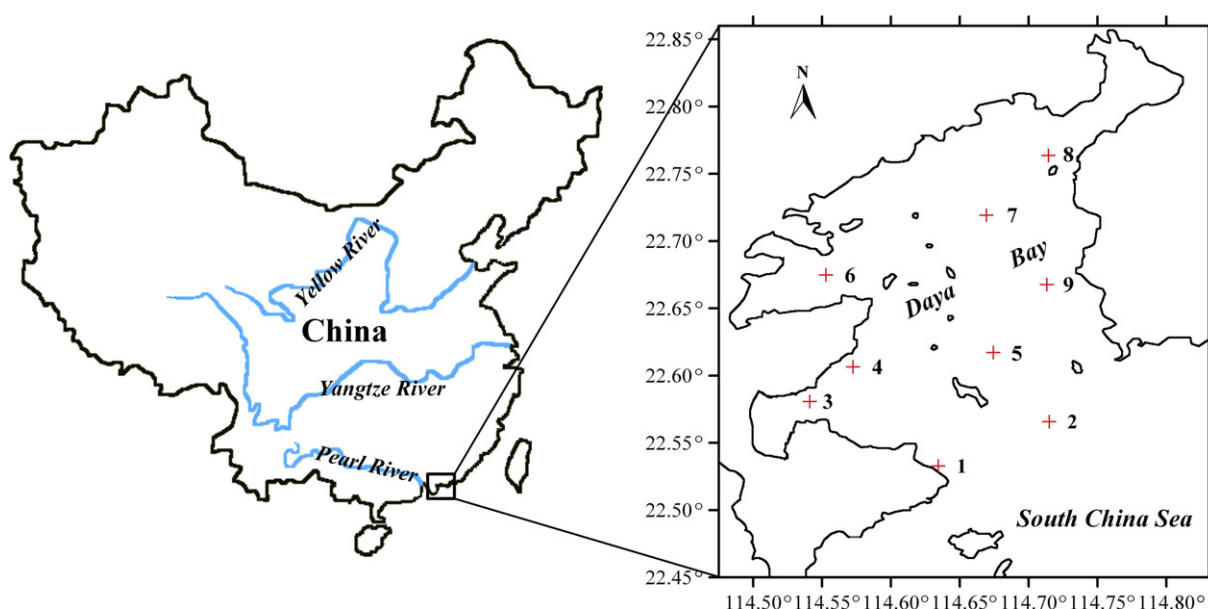 Yellow River
China
Yangtze River
Pearl River
22.85°
22.80°
22.75°
22.70°
22.65°
22.60°
22.55°
22.50°
22.45°
N
8
7
Bay
6
9
Daya
5
4
3
2
1
South China Sea
114.50° 114.55° 114.60° 114.65° 114.70° 114.75° 114.80°